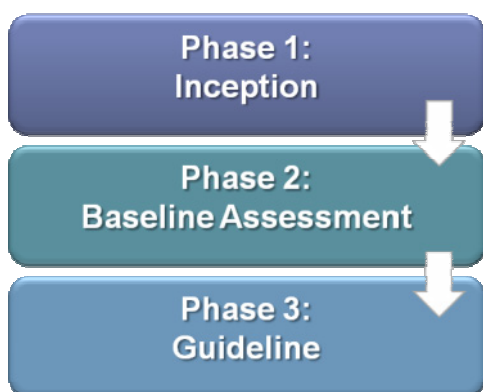 Phase 1:
Inception
Phase 2:
Baseline Assessment
Phase 3:
Guideline